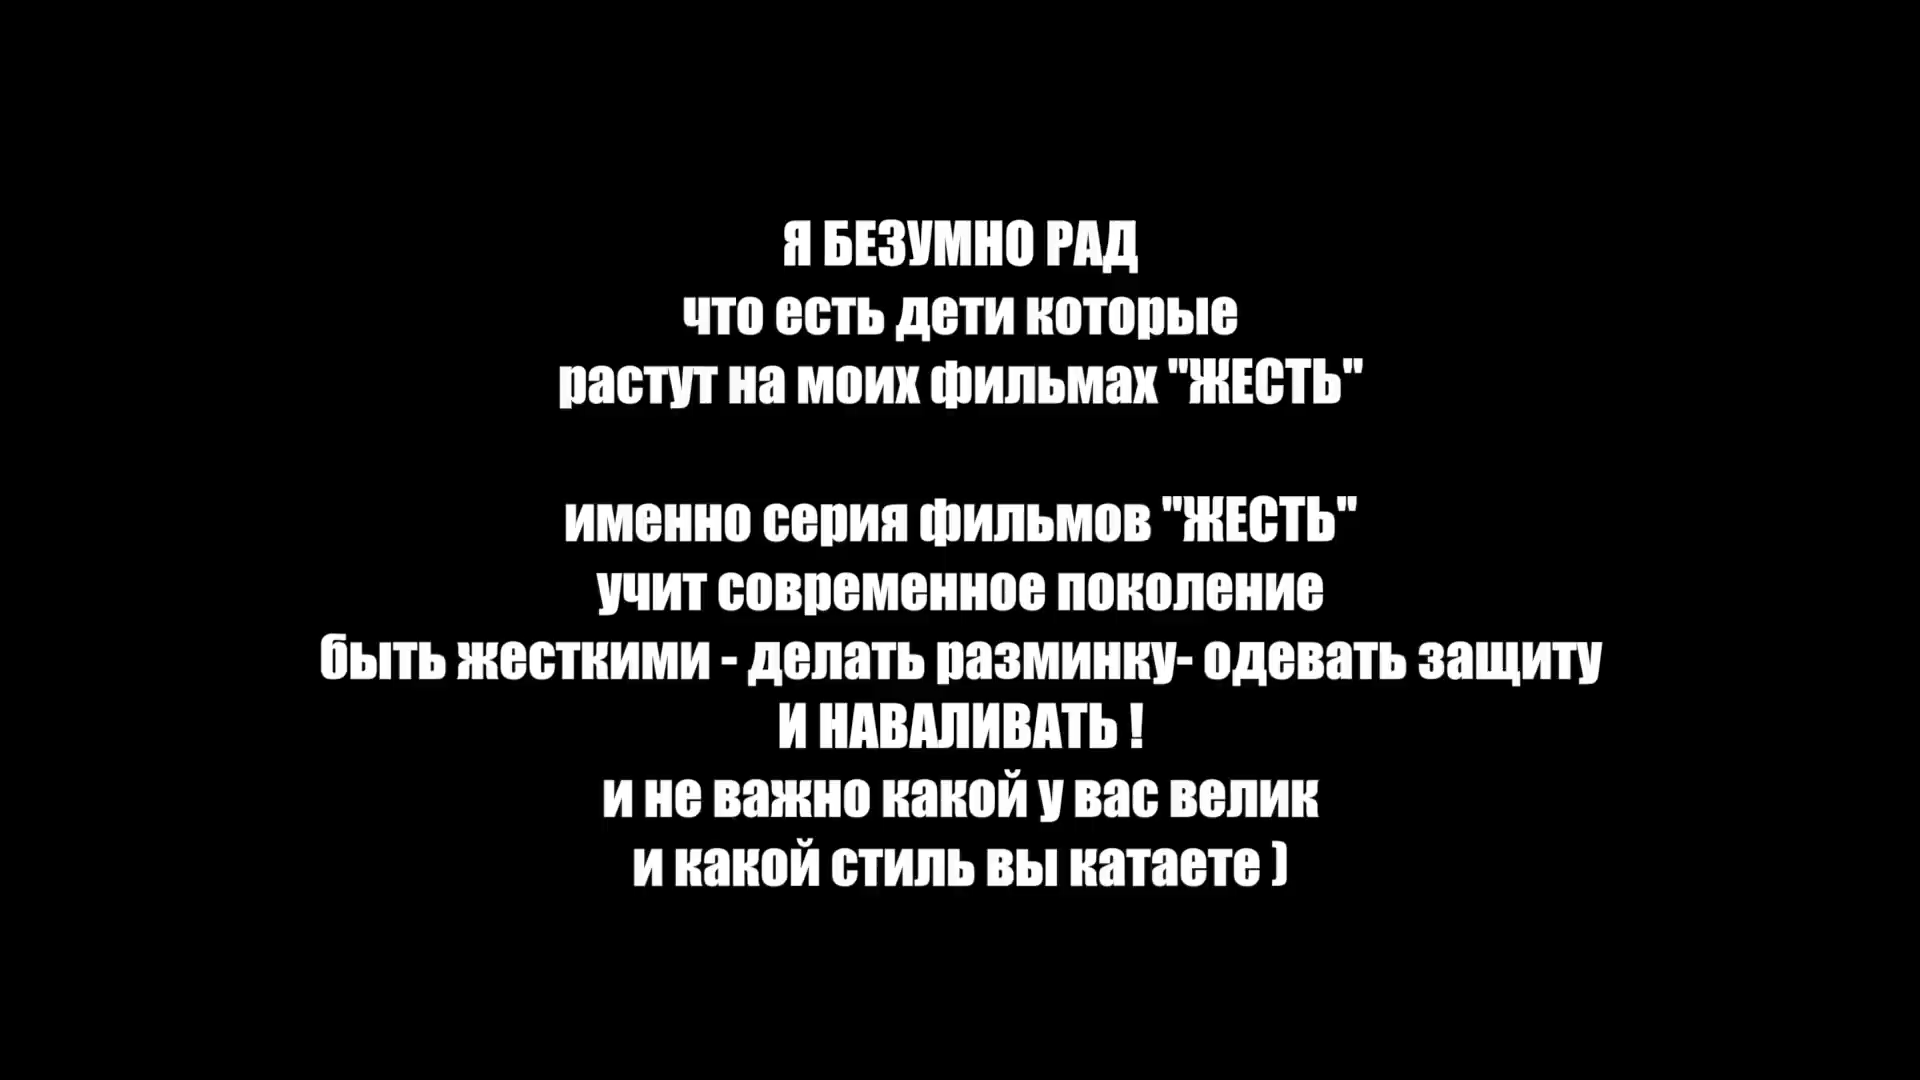 Я БЕЗУМНО РАД
что есть дети которые
растут на моих фильмах "ЖЕСТЬ"
именно серия фильмов "ЖЕСТЬ"
учит современное поколение
быть жесткими - делать разминку- одевать защиту
И НАВАЛИВАТЬ !
и не важно какой у вас велик
и какой стиль вы катаете )